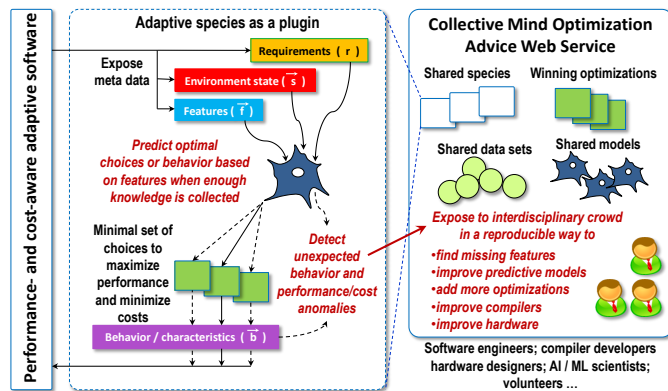 Performance- and cost-aware adaptive software
Adaptive species as a plugin
Expose
meta data
Requirements ( r )
Environment state ( s )
Features ( f )
Predict optimal
choices or behavior based
on features when enough
knowledge is collected
Minimal set of
choices to
maximize
performance
and minimize
costs
Detect
unexpected
behavior and
performance/cost
anomalies
Behavior / characteristics ( b )
Collective Mind Optimization
Advice Web Service
Shared species
Winning optimizations
Shared data sets
Shared models
Expose to interdisciplinary crowd
in a reproducible way to
•find missing features
•improve predictive models
•add more optimizations
•improve compilers
•improve hardware
Software engineers; compiler developers
hardware designers; AI / ML scientists;
volunteers ...